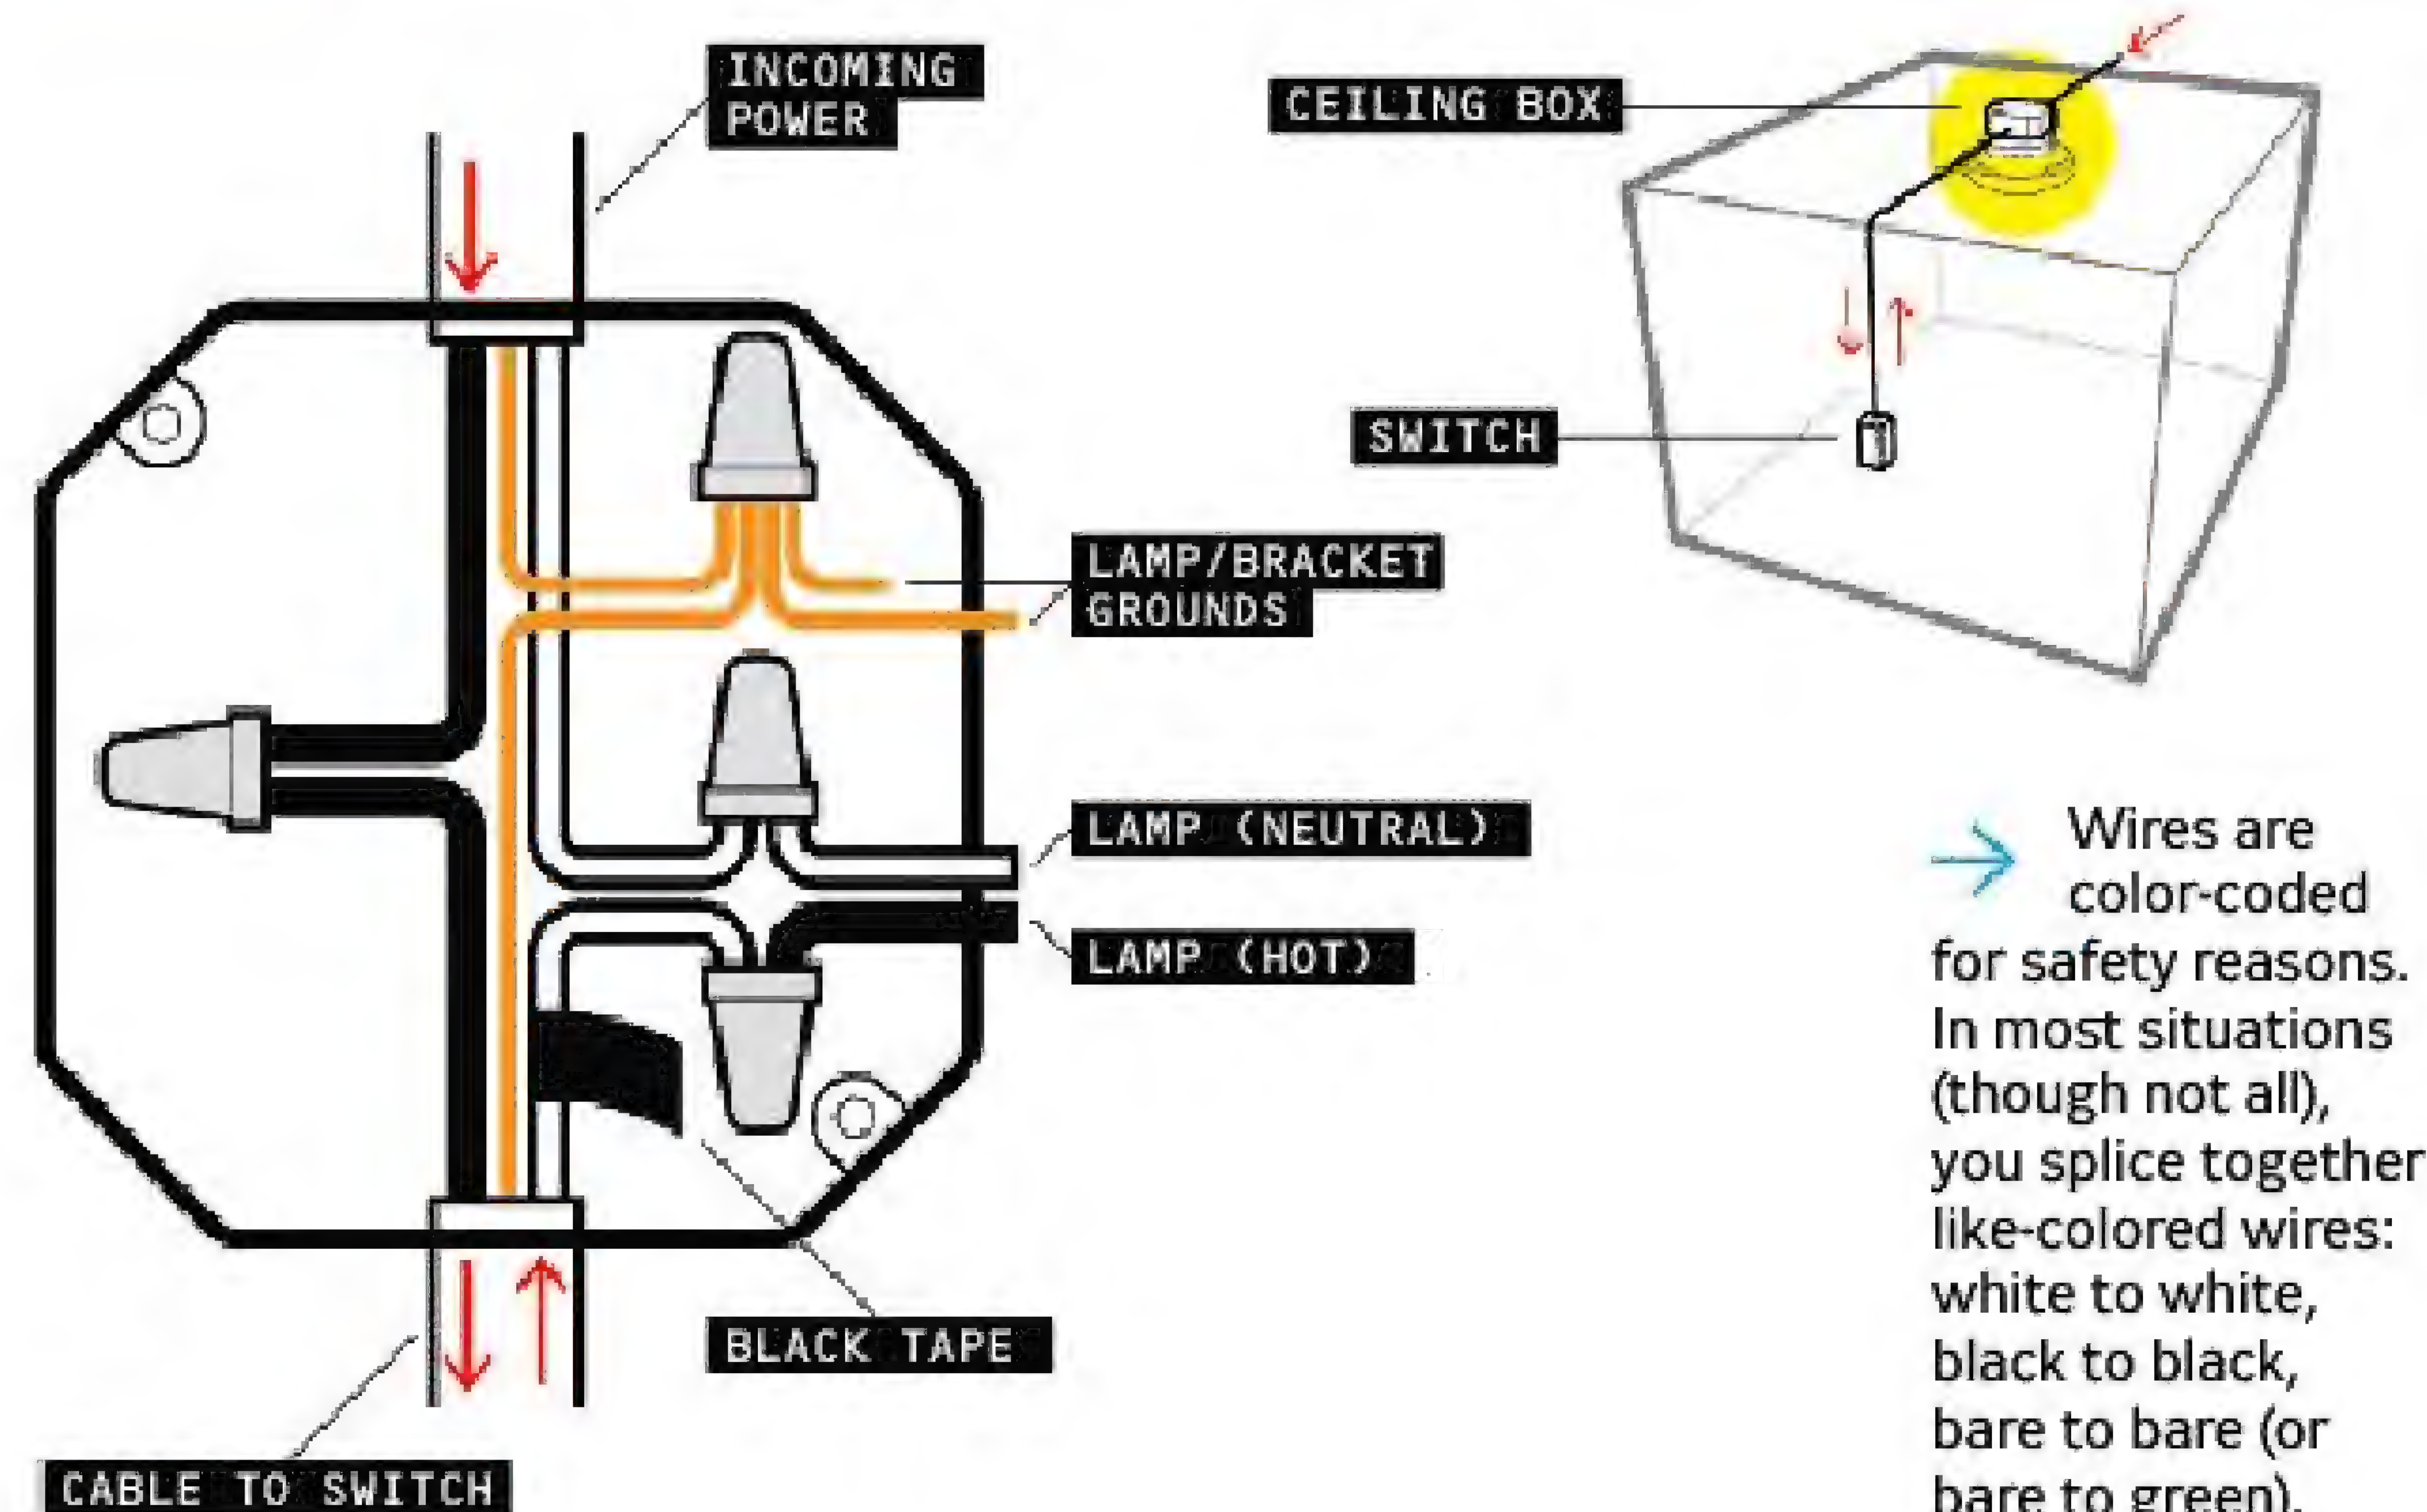 INCOMING
POWER
CEILING BOX
SWITCH
LAMP/BRACKET
GROUNDS
LAMP (NEUTRAL)
LAMP (HOT)
BLACK TAPE
CABLE TO SWITCH
Wires are
color-coded
for safety reasons.
In most situations
(though not all),
you splice together
like-colored wires:
white to white,
black to black,
bare to bare (or
bare to green).